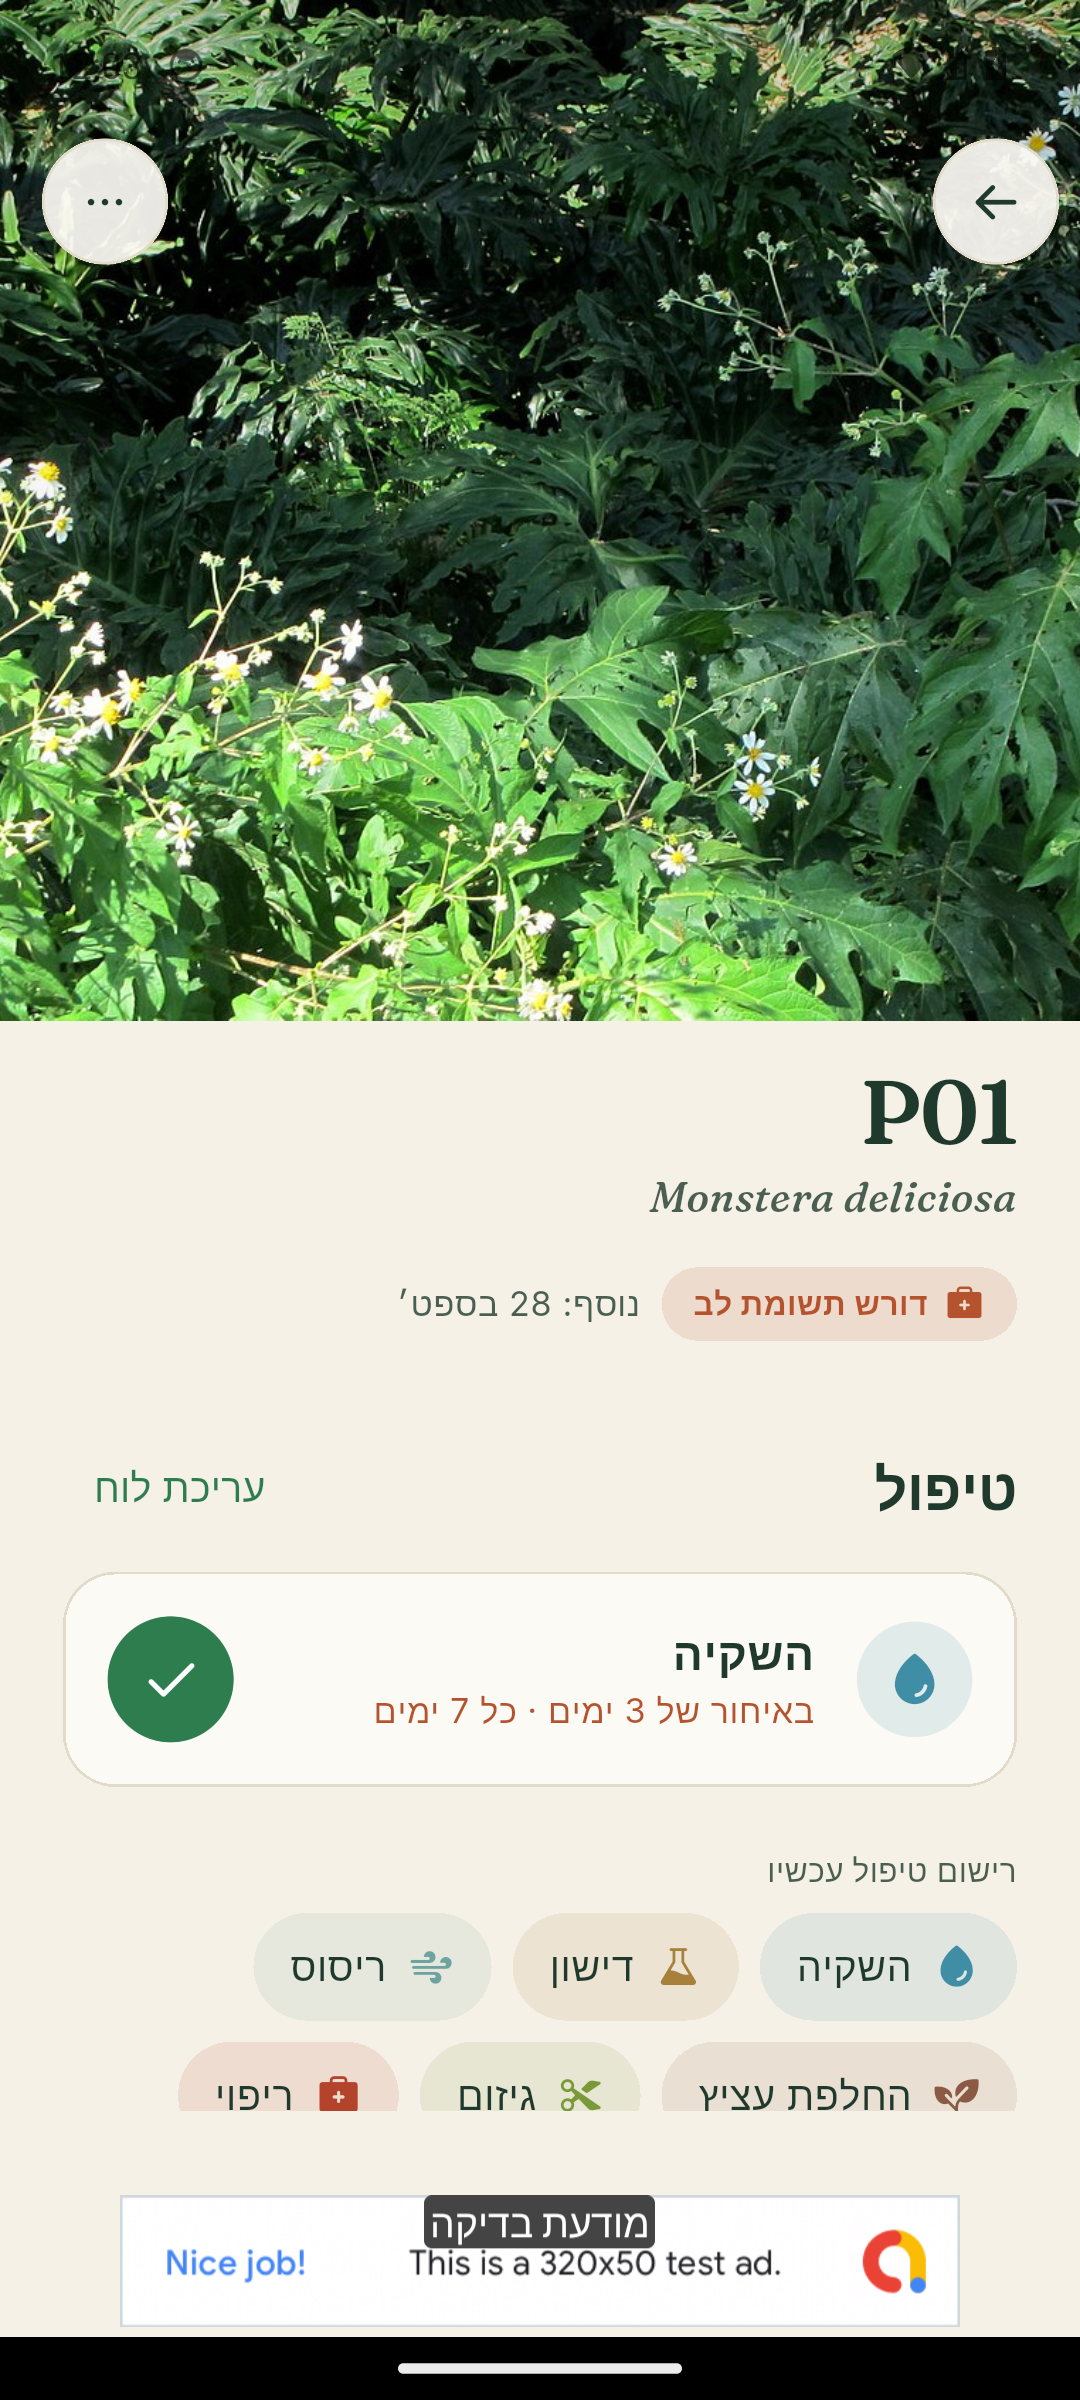 P01
Monstera deliciosa
דורש תשומת לב נוסף: 28 בספט׳
טיפול עריכת לוח
השקיה
באיחור של 3 ימים · כל 7 ימים
רישום טיפול עכשיו
השקיה דישון ריסוס
החלפת עציץ גיזום ריפוי
מודעת בדיקה
Nice job! This is a 320x50 test ad.